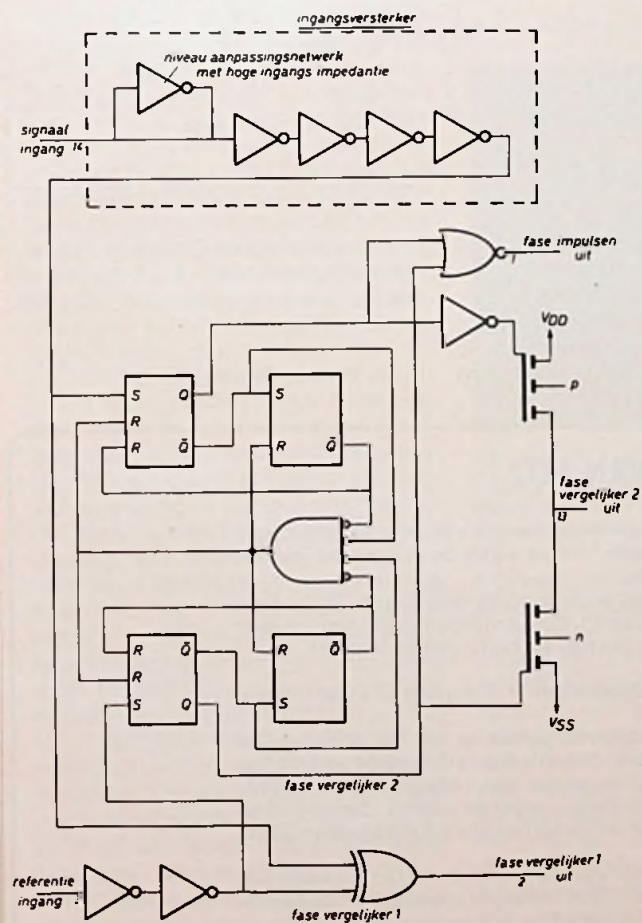 ingangsversterker
niveau aanpassingsnetwerk
met hoge ingangs impedantie
signaal
ingang 14
fase impulsen
1 uit
VDD
S Q
R
R Q̄
S
R Q̄
p
fase
vergelijker 2
13 uit
R Q̄
R
S Q
R Q̄
S
n
VSS
fase vergelijker 2
referentie
ingang
fase vergelijker 1
2 uit
fase vergelijker 1